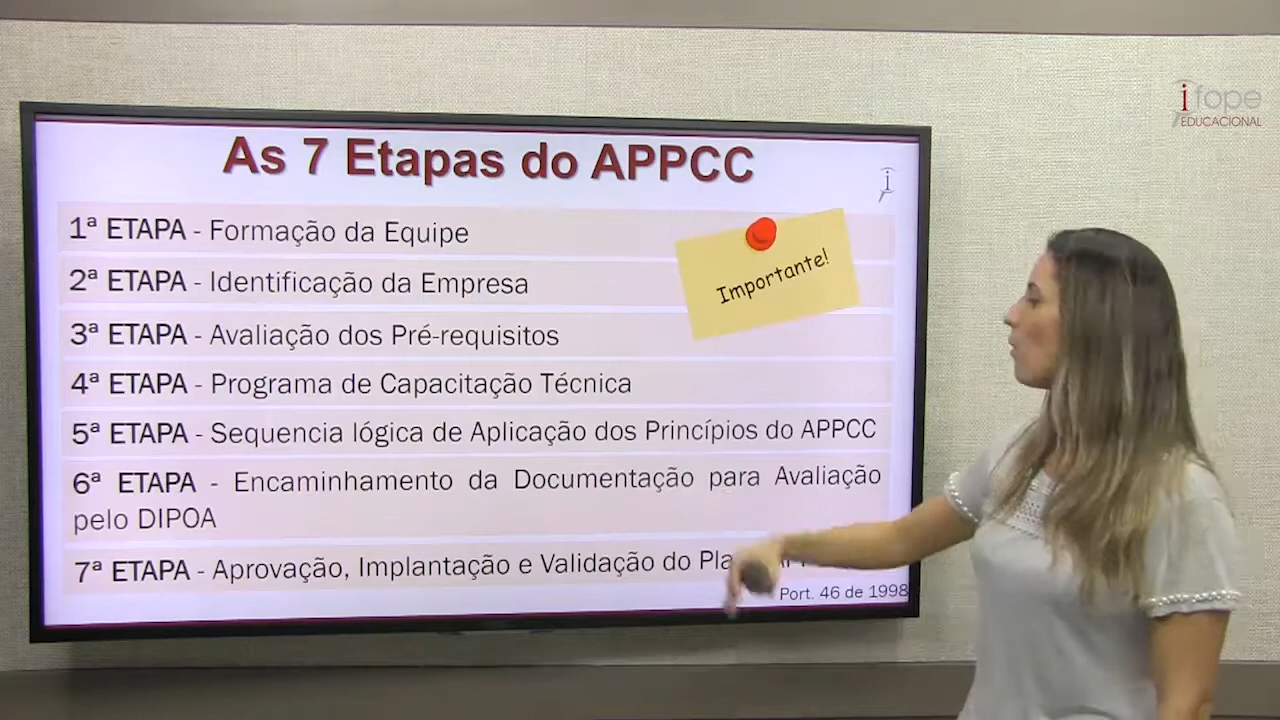 As 7 Etapas do APPCC
1ª ETAPA - Formação da Equipe
2ª ETAPA - Identificação da Empresa
Importante!
3ª ETAPA - Avaliação dos Pré-requisitos
4ª ETAPA - Programa de Capacitação Técnica
5ª ETAPA - Sequencia lógica de Aplicação dos Princípios do APPCC
6ª ETAPA - Encaminhamento da Documentação para Avaliação
pelo DIPOA
7ª ETAPA - Aprovação, Implantação e Validação do
Port. 46 de 1998
ifope
EDUCACIONAL